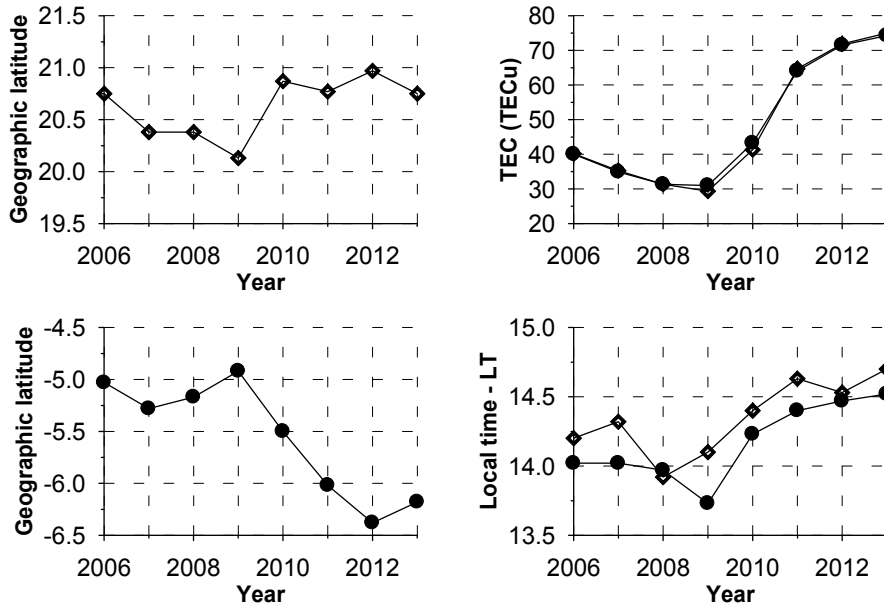 Geographic latitude
21.5
21.0
20.5
20.0
19.5
2006 2008 2010 2012
Year
TEC (TECu)
80
70
60
50
40
30
20
2006 2008 2010 2012
Year
Geographic latitude
-4.5
-5.0
-5.5
-6.0
-6.5
2006 2008 2010 2012
Year
Local time - LT
15.0
14.5
14.0
13.5
2006 2008 2010 2012
Year